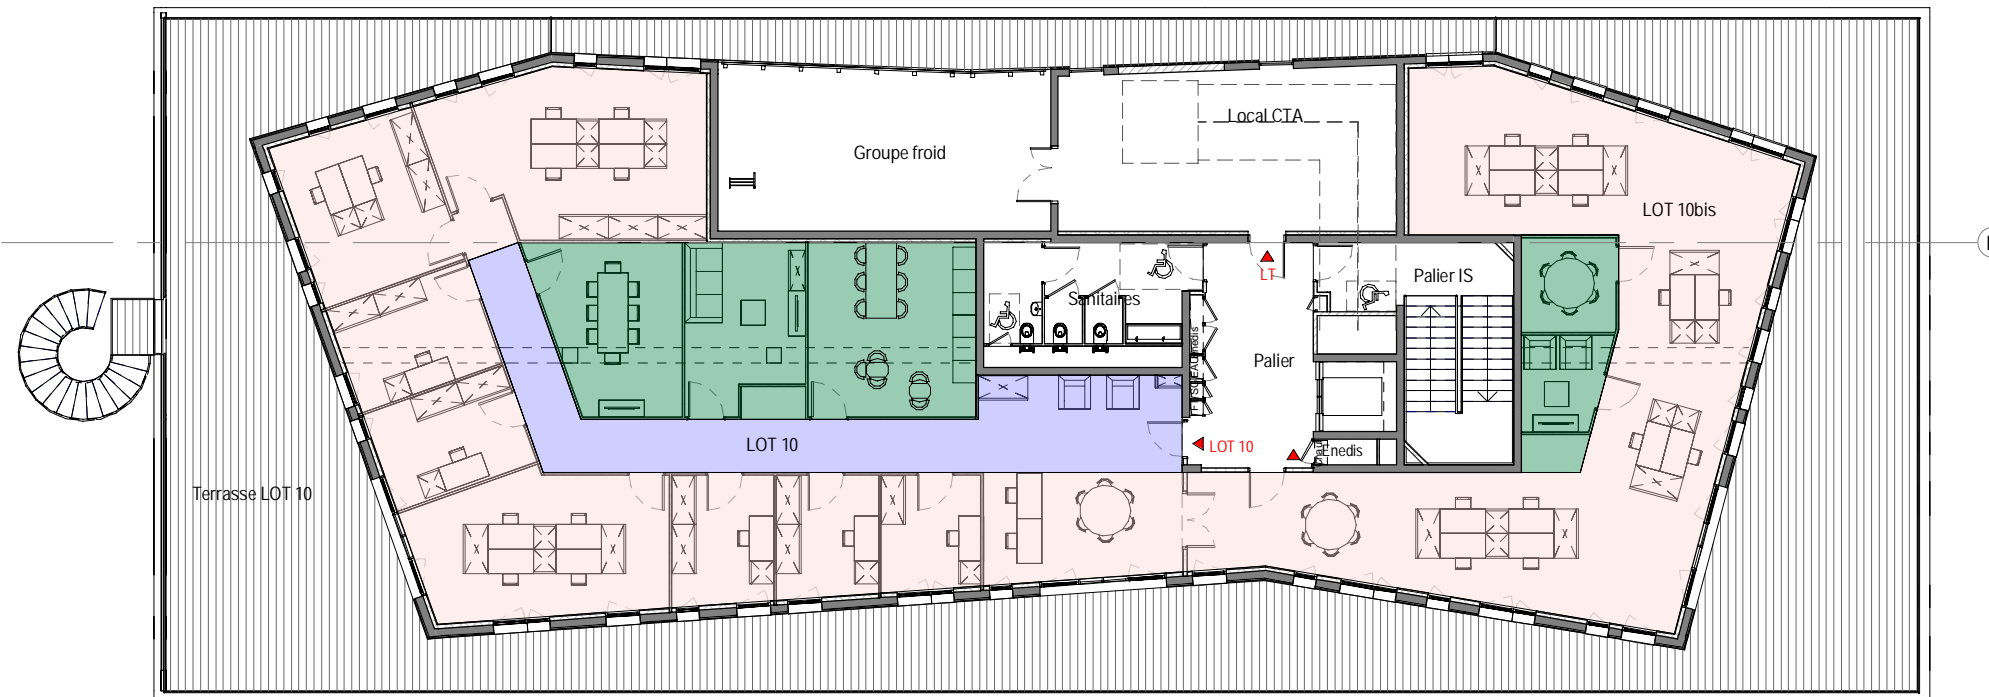 Local CTA
Groupe froid
LOT 10bis
LT
Palier IS
Sanitaires
Palier
Enedis
LOT 10
LOT 10
Terrasse LOT 10